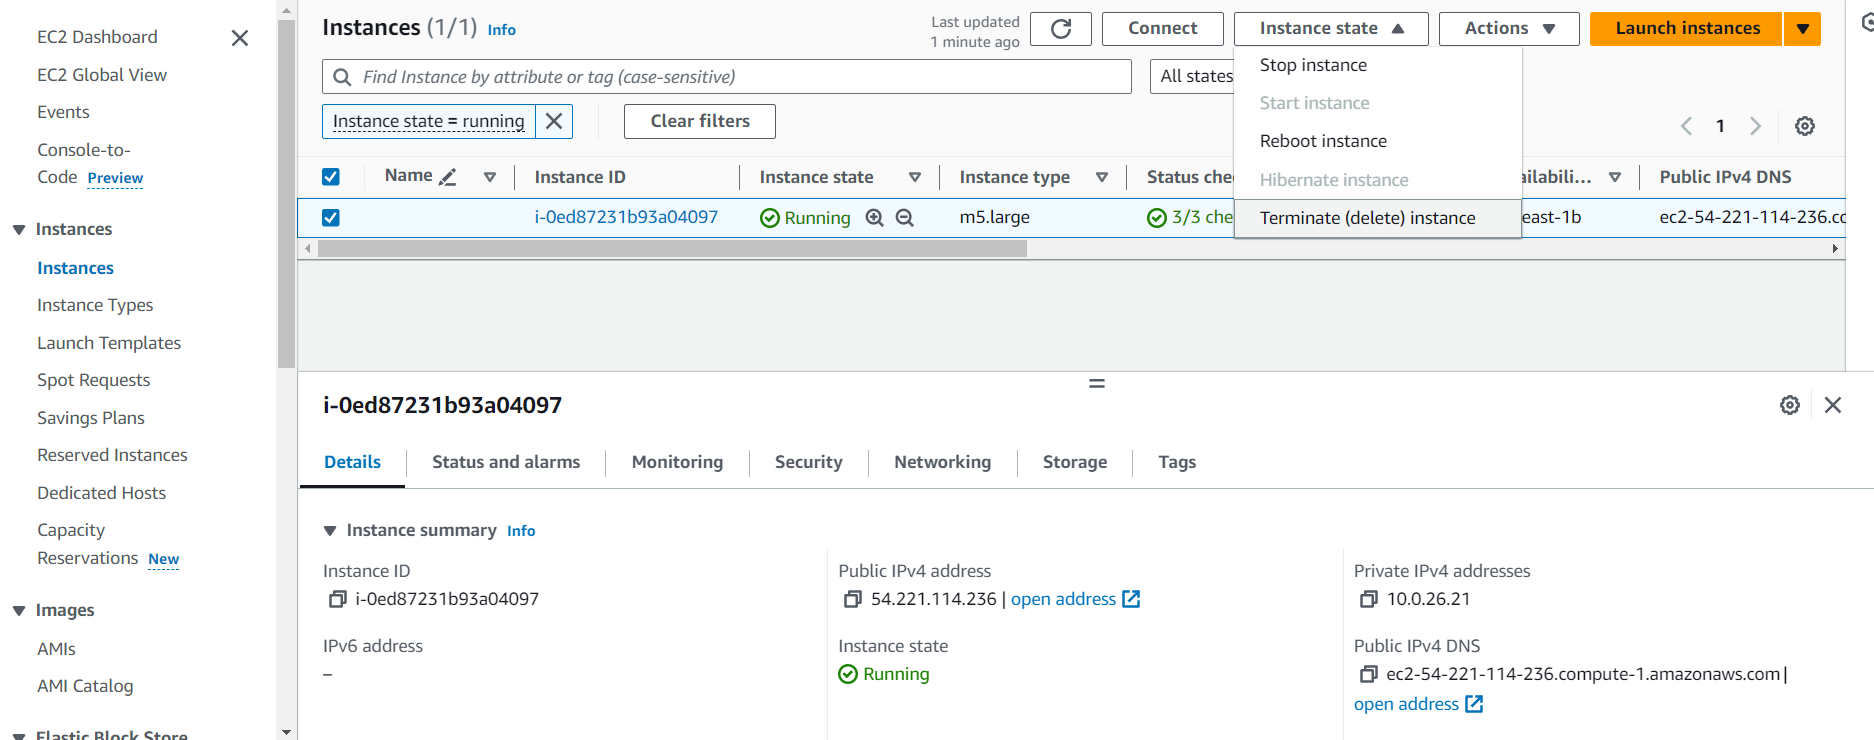 EC2 Dashboard
EC2 Global View
Events
Console-to-
Code Preview
Instances
Instances
Instance Types
Launch Templates
Spot Requests
Savings Plans
Reserved Instances
Dedicated Hosts
Capacity
Reservations New
Images
AMIs
AMI Catalog
Elastic Block Store
Instances (1/1) Info
Last updated
1 minute ago
Connect
Instance state
Actions
Launch instances
Find Instance by attribute or tag (case-sensitive)
All states
Stop instance
Start instance
Reboot instance
Hibernate instance
Terminate (delete) instance
Instance state = running
Clear filters
1
Name Instance ID Instance state Instance type Status che ailabili... Public IPv4 DNS
i-0ed87231b93a04097 Running m5.large 3/3 che east-1b ec2-54-221-114-236.co
i-0ed87231b93a04097
Details Status and alarms Monitoring Security Networking Storage Tags
Instance summary Info
Instance ID
i-0ed87231b93a04097
Public IPv4 address
54.221.114.236 | open address
Private IPv4 addresses
10.0.26.21
IPv6 address
–
Instance state
Running
Public IPv4 DNS
ec2-54-221-114-236.compute-1.amazonaws.com |
open address